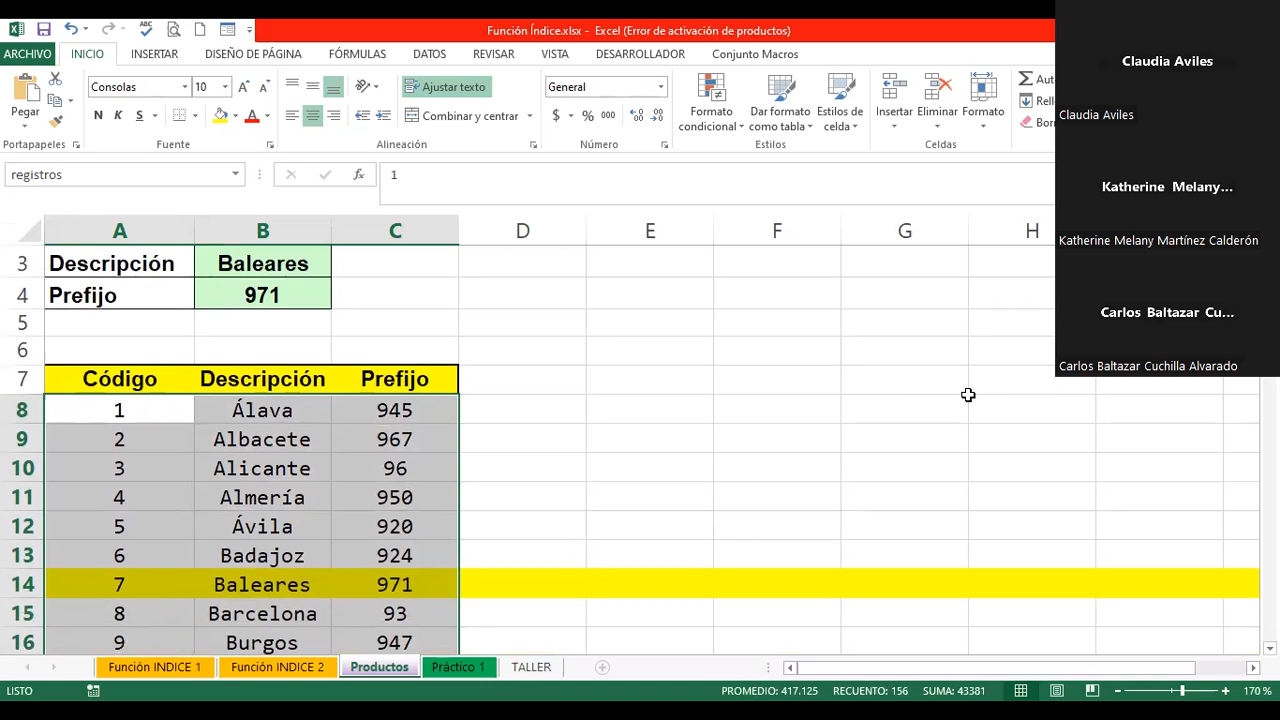 Función Índice.xlsx - Excel (Error de activación de productos)
ARCHIVO INICIO INSERTAR DISEÑO DE PÁGINA FÓRMULAS DATOS REVISAR VISTA DESARROLLADOR Conjunto Macros
Pegar
Consolas 10
N K S
Ajustar texto
Combinar y centrar
General
$ % 000
Formato condicional
Dar formato como tabla
Estilos de celda
Insertar Eliminar Formato
Portapapeles Fuente Alineación Número Estilos Celdas
registros
fx
1
A B C D E F G H
3 Descripción Baleares
4 Prefijo 971
5
6
7 Código Descripción Prefijo
8 1 Álava 945
9 2 Albacete 967
10 3 Alicante 96
11 4 Almería 950
12 5 Ávila 920
13 6 Badajoz 924
14 7 Baleares 971
15 8 Barcelona 93
16 9 Burgos 947
Función INDICE 1 Función INDICE 2 Productos Práctico 1 TALLER
LISTO PROMEDIO: 417.125 RECUENTO: 156 SUMA: 43381 170 %
Claudia Aviles
Claudia Aviles
Katherine Melany...
Katherine Melany Martínez Calderón
Carlos Baltazar Cu...
Carlos Baltazar Cuchilla Alvarado